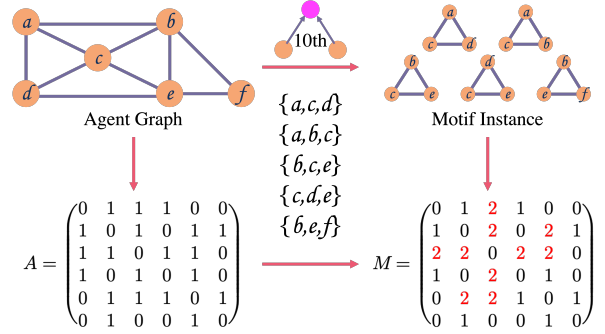 a b
c
d e f
Agent Graph
10th
{a,c,d}
{a,b,c}
{b,c,e}
{c,d,e}
{b,e,f}
a a
c d c b
b d b
c e c e e f
Motif Instance
0 1 1 1 0 0
1 0 1 0 1 1
1 1 0 1 1 0
A = 1 0 1 0 1 0
0 1 1 1 0 1
0 1 0 0 1 0
0 1 2 1 0 0
1 0 2 0 2 1
2 2 0 2 2 0
M = 1 0 2 0 1 0
0 2 2 1 0 1
0 1 0 0 1 0